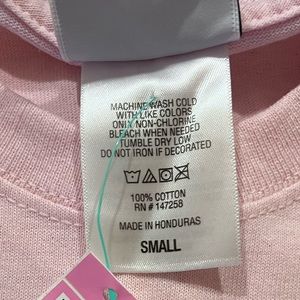 MACHINE WASH COLD
WITH LIKE COLORS
ONLY NON-CHLORINE
BLEACH WHEN NEEDED
TUMBLE DRY LOW
DO NOT IRON IF DECORATED
100% COTTON
RN # 147258
MADE IN HONDURAS
SMALL